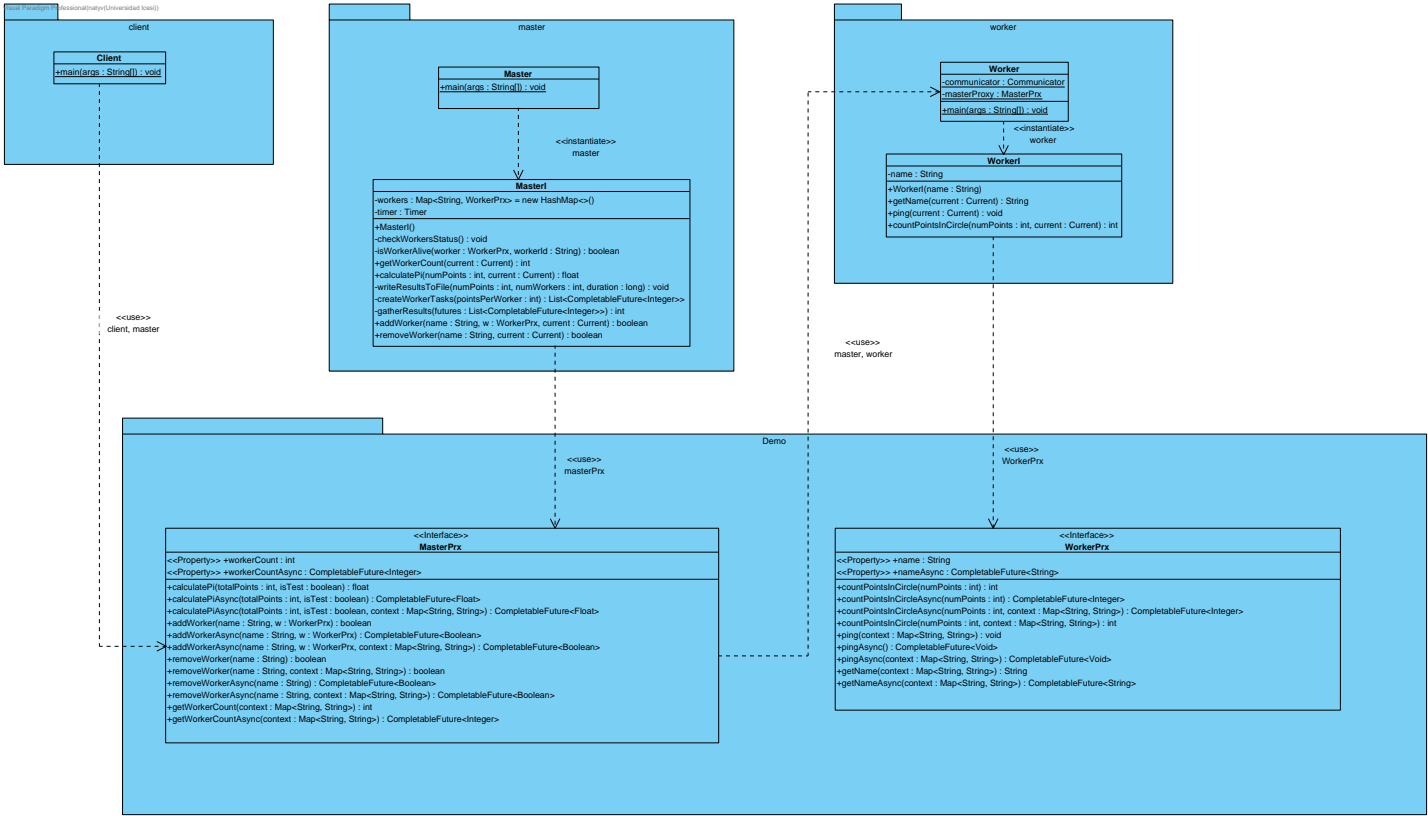 Visual Paradigm Professional(natyv(Universidad Icesi))
client
Client
+main(args : String[]) : void
<<use>>
client, master
master
Master
+main(args : String[]) : void
<<instantiate>>
master
MasterI
-workers : Map<String, WorkerPrx> = new HashMap<>()
-timer : Timer
+MasterI()
-checkWorkersStatus() : void
-isWorkerAlive(worker : WorkerPrx, workerId : String) : boolean
+getWorkerCount(current : Current) : int
+calculatePi(numPoints : int, current : Current) : float
-writeResultsToFile(numPoints : int, numWorkers : int, duration : long) : void
-createWorkerTasks(pointsPerWorker : int) : List<CompletableFuture<Integer>>
-gatherResults(futures : List<CompletableFuture<Integer>>) : int
+addWorker(name : String, w : WorkerPrx, current : Current) : boolean
+removeWorker(name : String, current : Current) : boolean
worker
Worker
-communicator : Communicator
-masterProxy : MasterPrx
+main(args : String[]) : void
<<instantiate>>
worker
WorkerI
-name : String
+WorkerI(name : String)
+getName(current : Current) : String
+ping(current : Current) : void
+countPointsInCircle(numPoints : int, current : Current) : int
<<use>>
master, worker
Demo
<<use>>
masterPrx
<<use>>
WorkerPrx
<<Interface>>
MasterPrx
<<Property>> +workerCount : int
<<Property>> +workerCountAsync : CompletableFuture<Integer>
+calculatePi(totalPoints : int, isTest : boolean) : float
+calculatePiAsync(totalPoints : int, isTest : boolean) : CompletableFuture<Float>
+calculatePiAsync(totalPoints : int, isTest : boolean, context : Map<String, String>) : CompletableFuture<Float>
+addWorker(name : String, w : WorkerPrx) : boolean
+addWorkerAsync(name : String, w : WorkerPrx) : CompletableFuture<Boolean>
+addWorkerAsync(name : String, w : WorkerPrx, context : Map<String, String>) : CompletableFuture<Boolean>
+removeWorker(name : String) : boolean
+removeWorker(name : String, context : Map<String, String>) : boolean
+removeWorkerAsync(name : String) : CompletableFuture<Boolean>
+removeWorkerAsync(name : String, context : Map<String, String>) : CompletableFuture<Boolean>
+getWorkerCount(context : Map<String, String>) : int
+getWorkerCountAsync(context : Map<String, String>) : CompletableFuture<Integer>
<<Interface>>
WorkerPrx
<<Property>> +name : String
<<Property>> +nameAsync : CompletableFuture<String>
+countPointsInCircle(numPoints : int) : int
+countPointsInCircleAsync(numPoints : int) : CompletableFuture<Integer>
+countPointsInCircleAsync(numPoints : int, context : Map<String, String>) : CompletableFuture<Integer>
+countPointsInCircle(numPoints : int, context : Map<String, String>) : int
+ping(context : Map<String, String>) : void
+pingAsync() : CompletableFuture<Void>
+pingAsync(context : Map<String, String>) : CompletableFuture<Void>
+getName(context : Map<String, String>) : String
+getNameAsync(context : Map<String, String>) : CompletableFuture<String>